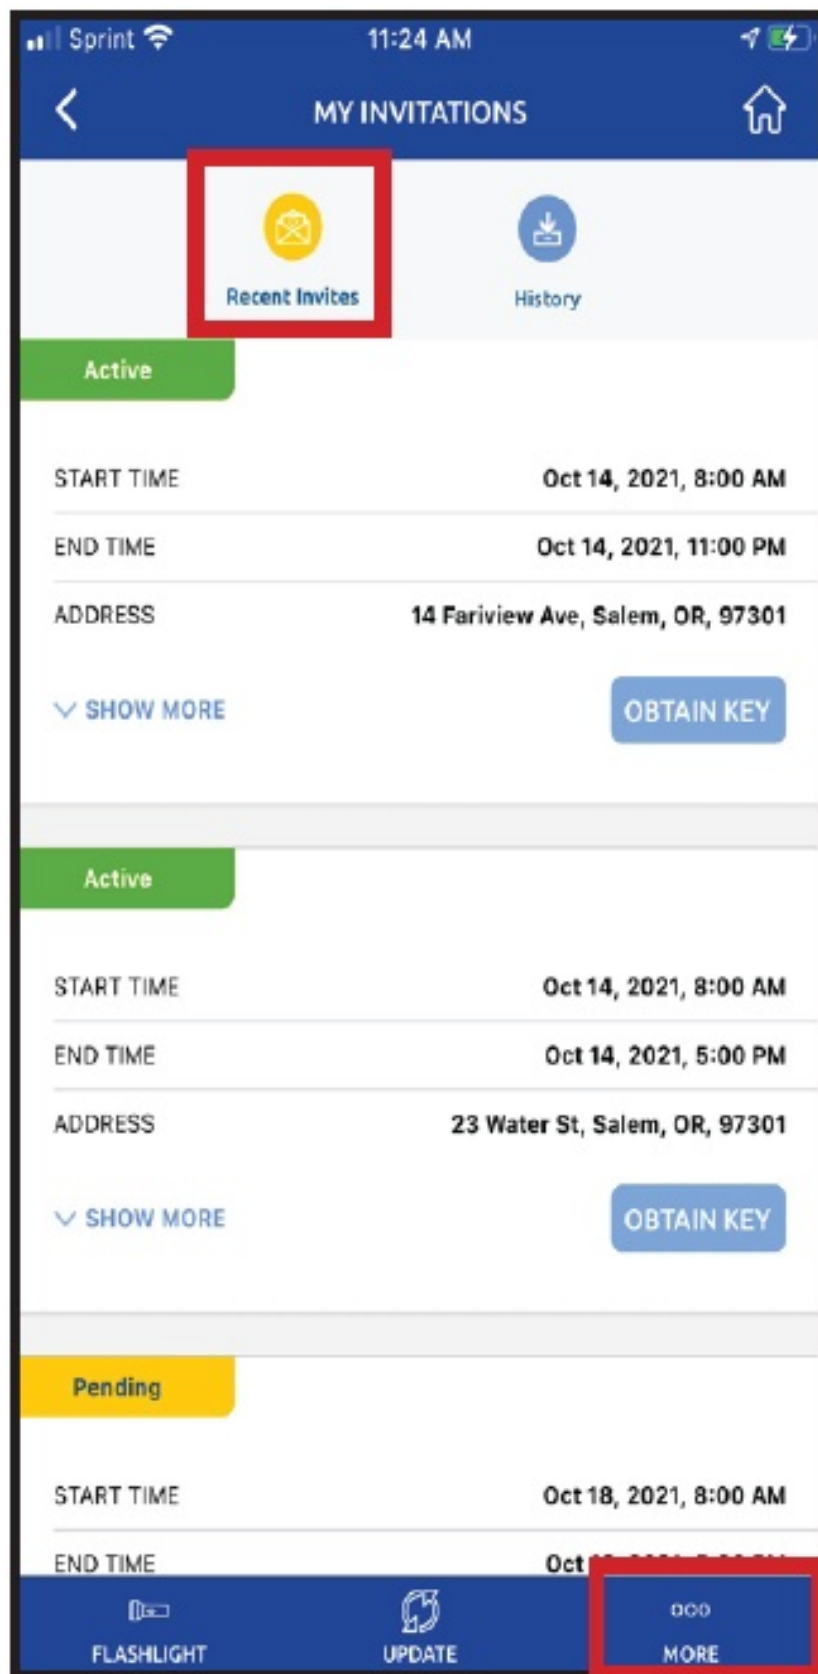 Sprint 11:24 AM
MY INVITATIONS
Recent Invites History
Active
START TIME Oct 14, 2021, 8:00 AM
END TIME Oct 14, 2021, 11:00 PM
ADDRESS 14 Fariview Ave, Salem, OR, 97301
SHOW MORE OBTAIN KEY
Active
START TIME Oct 14, 2021, 8:00 AM
END TIME Oct 14, 2021, 5:00 PM
ADDRESS 23 Water St, Salem, OR, 97301
SHOW MORE OBTAIN KEY
Pending
START TIME Oct 18, 2021, 8:00 AM
END TIME Oct
FLASHLIGHT UPDATE MORE